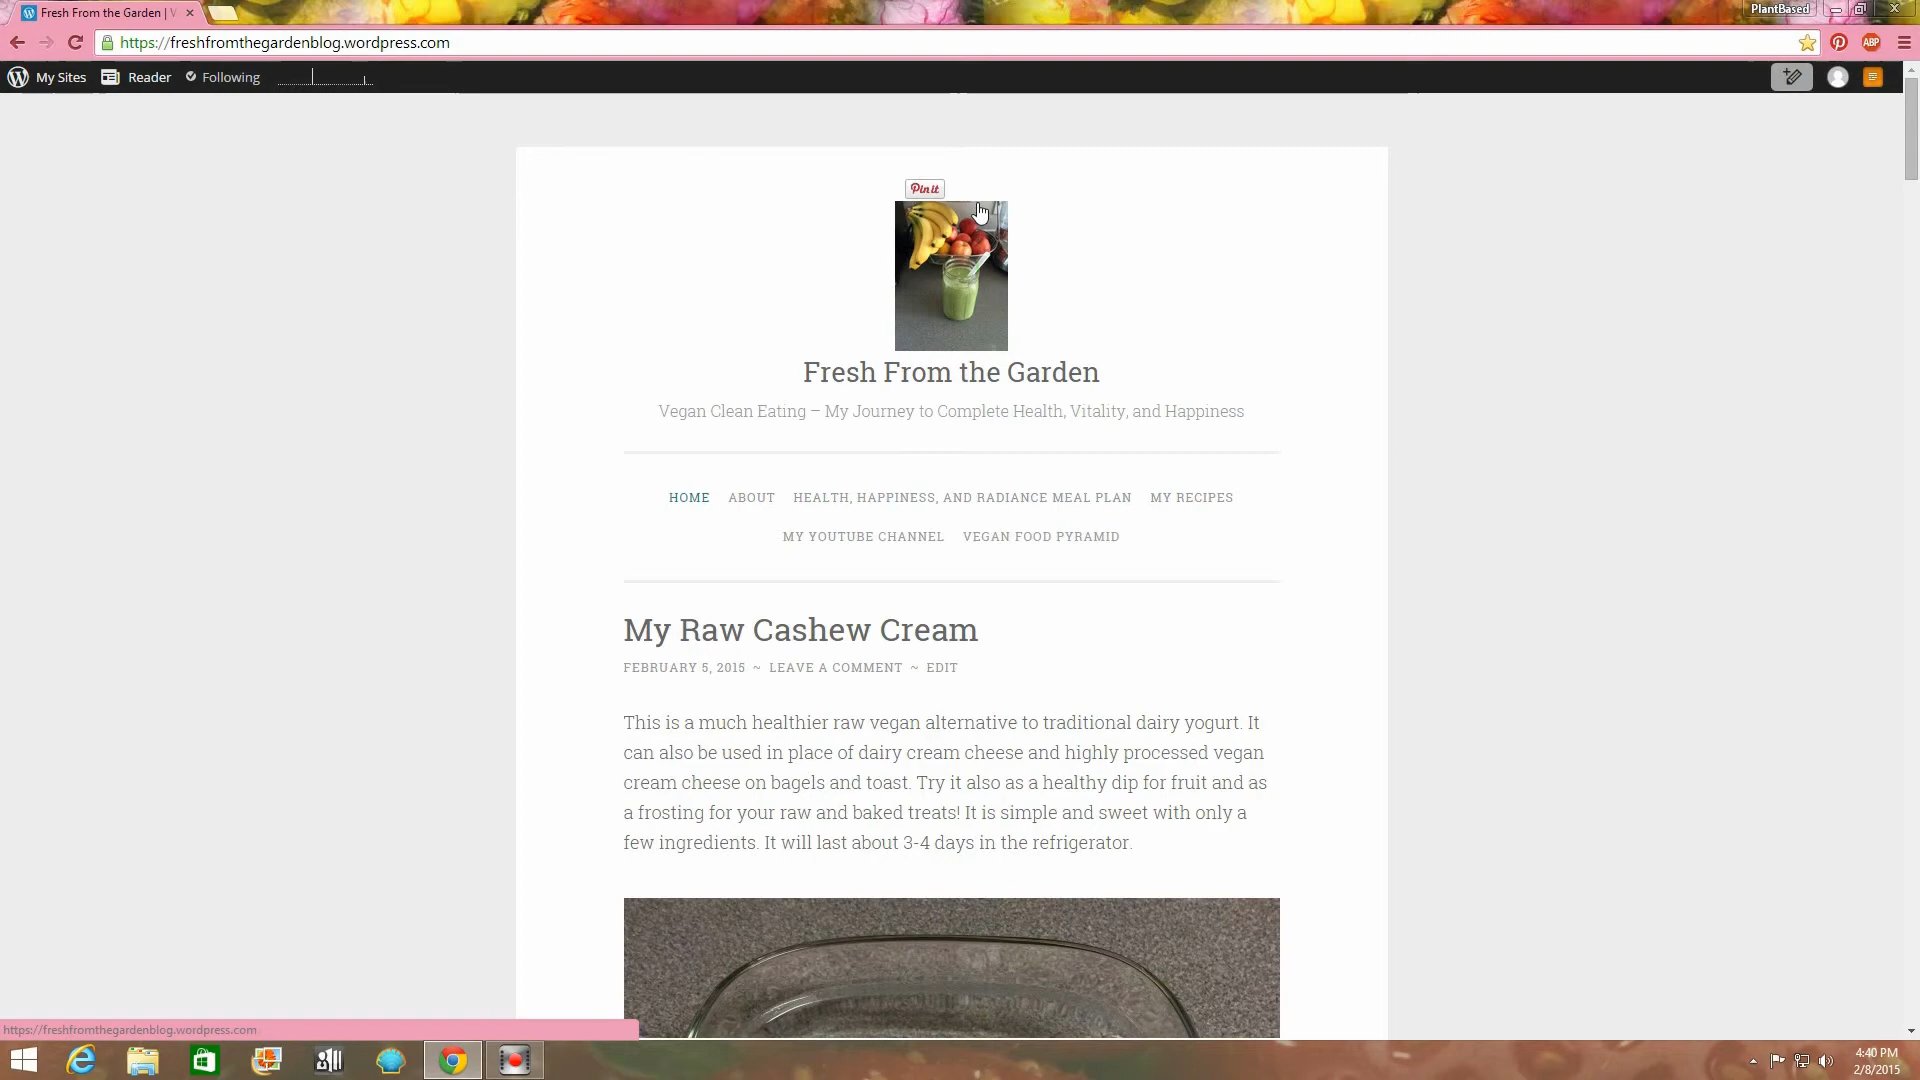 Fresh From the Garden | V
PlantBased
https://freshfromthegardenblog.wordpress.com
ABP
My Sites
Reader
Following
Pin it
Fresh From the Garden
Vegan Clean Eating – My Journey to Complete Health, Vitality, and Happiness
HOME ABOUT HEALTH, HAPPINESS, AND RADIANCE MEAL PLAN MY RECIPES
MY YOUTUBE CHANNEL VEGAN FOOD PYRAMID
My Raw Cashew Cream
FEBRUARY 5, 2015 ~ LEAVE A COMMENT ~ EDIT
This is a much healthier raw vegan alternative to traditional dairy yogurt. It
can also be used in place of dairy cream cheese and highly processed vegan
cream cheese on bagels and toast. Try it also as a healthy dip for fruit and as
a frosting for your raw and baked treats! It is simple and sweet with only a
few ingredients. It will last about 3-4 days in the refrigerator.
https://freshfromthegardenblog.wordpress.com
4:40 PM
2/8/2015